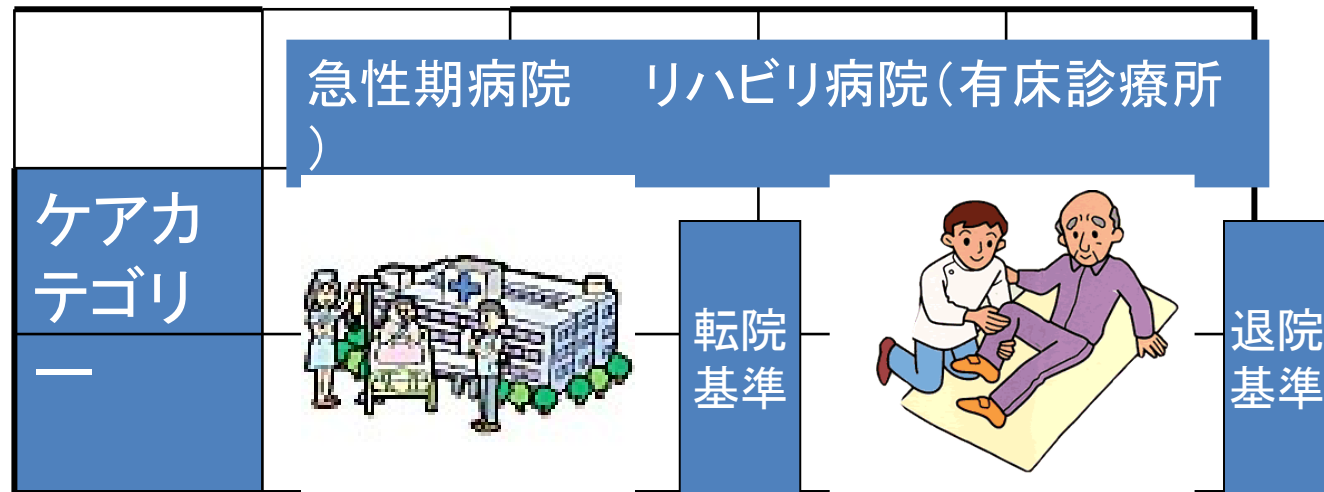 急性期病院　リハビリ病院（有床診療所
）
ケアカ
テゴリ
ー
転院
基準
退院
基準